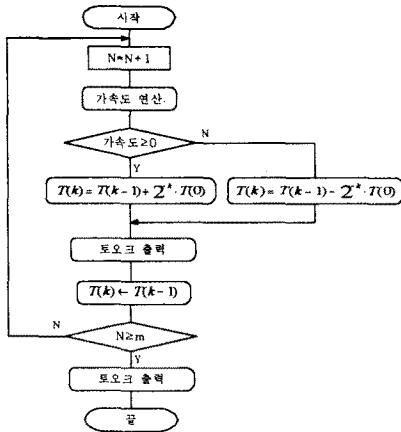 시작
N=N+1
가속도 연산.
가속도≥0
N
Y
T(k)=T(k-1)+2^-k·T(0)
T(k)=T(k-1)-2^-k·T(0)
토오크 출력
T(k)←T(k-1)
N
N≥m
Y
토오크 출력
끝